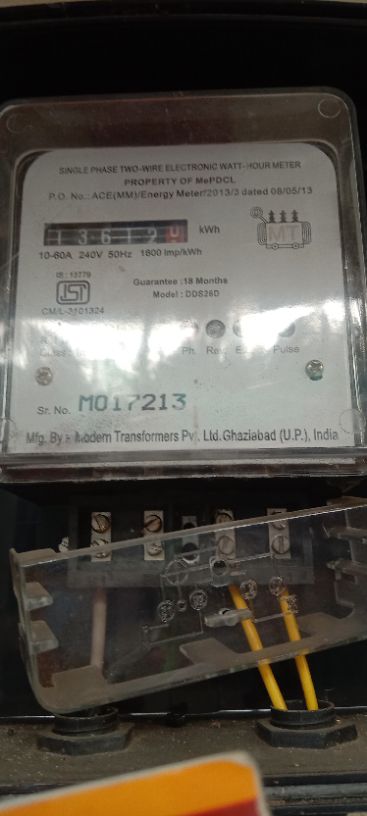 SINGLE PHASE TWO-WIRE ELECTRONIC WATT-HOUR METER
PROPERTY OF MePDCL
P.O. No.: ACE(MM)/Energy Meter/2013/3 dated 08/05/13
13612 kWh
10-60A 240V 50Hz 1600 imp/kWh
MT
IS : 13779
ISI
Guarantee :18 Months
Model : DDS26D
CM/L-3101324
Ph. Rev. Pulse
Sr. No. M017213
Mfg. By :- Modern Transformers Pvt. Ltd. Ghaziabad (U.P.), India